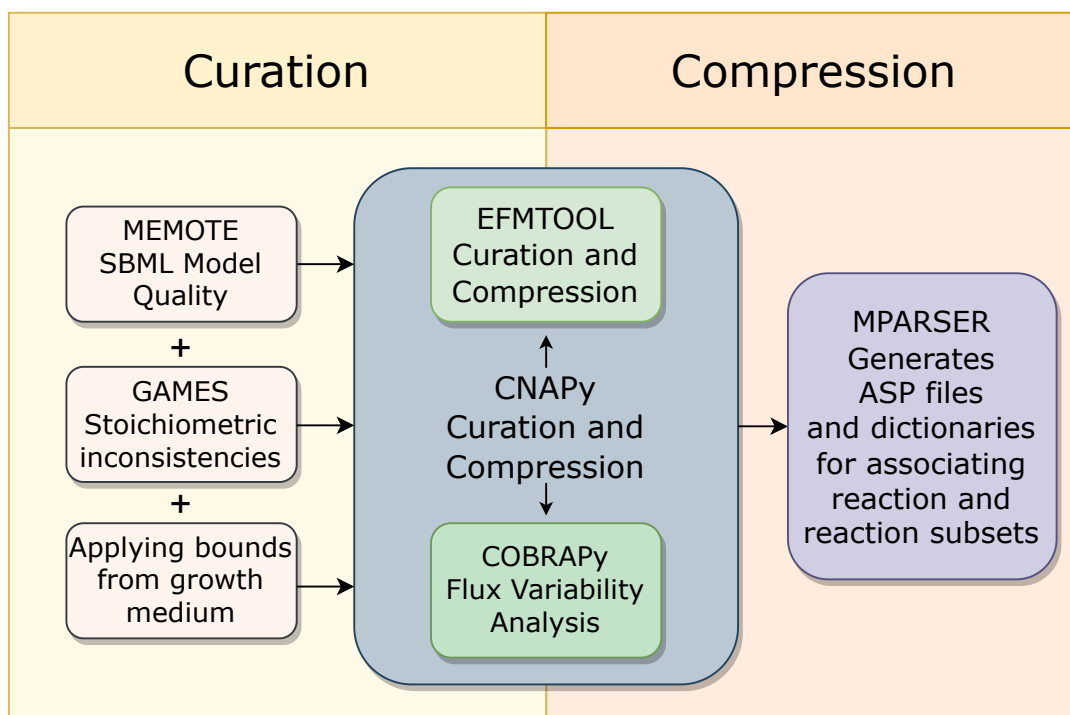 Curation
Compression
MEMOTE
SBML Model
Quality
+
GAMES
Stoichiometric
inconsistencies
+
Applying bounds
from growth
medium
EFMTOOL
Curation and
Compression
CNAPy
Curation and
Compression
COBRAPy
Flux Variability
Analysis
MPARSER
Generates
ASP files
and dictionaries
for associating
reaction and
reaction subsets